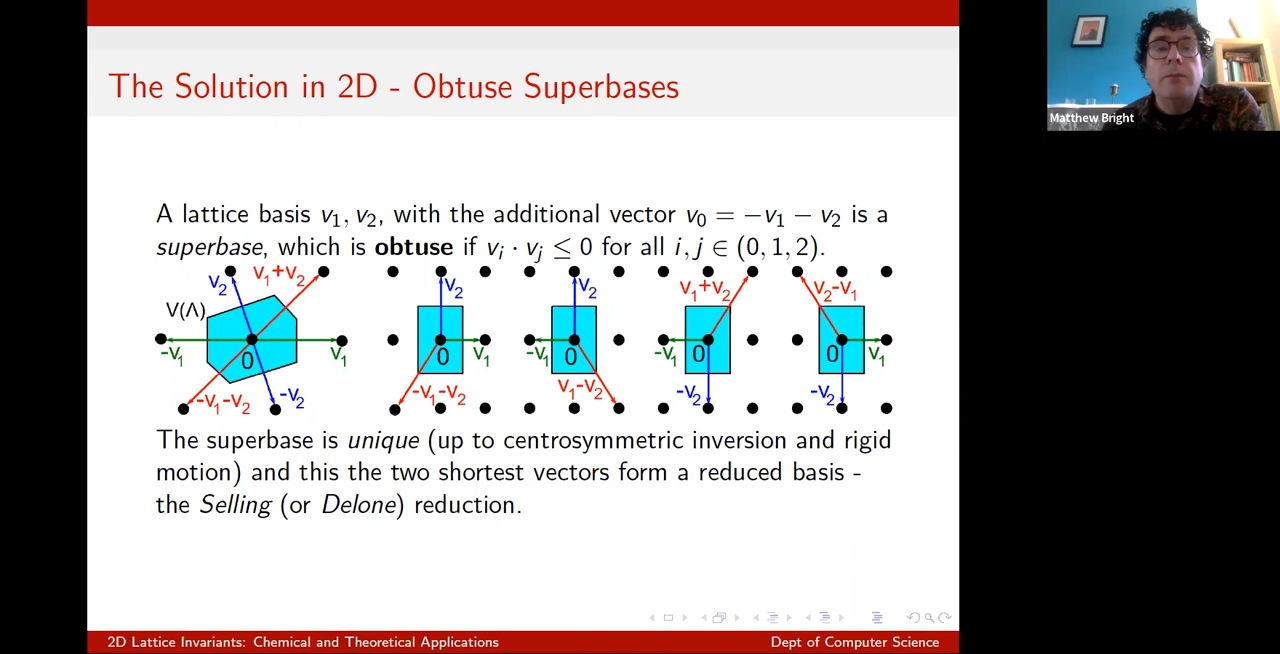 The Solution in 2D - Obtuse Superbases
Matthew Bright
A lattice basis v₁, v₂, with the additional vector v₀ = −v₁ − v₂ is a
superbase, which is obtuse if vᵢ · vⱼ ≤ 0 for all i, j ∈ (0, 1, 2).
V(Λ) v₂ v₁+v₂ -v₁ 0 v₁ -v₁-v₂ -v₂
v₂ 0 v₁ -v₁-v₂
v₂ -v₁ 0 v₁-v₂
v₁+v₂ -v₁ 0 -v₂
v₂-v₁ 0 v₁ -v₂
The superbase is unique (up to centrosymmetric inversion and rigid
motion) and this the two shortest vectors form a reduced basis -
the Selling (or Delone) reduction.
2D Lattice Invariants: Chemical and Theoretical Applications
Dept of Computer Science